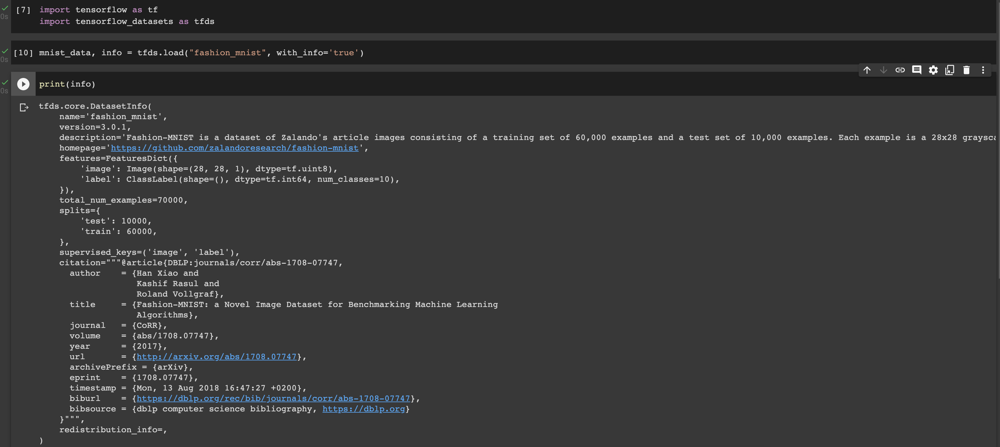 0s
[7] import tensorflow as tf
import tensorflow_datasets as tfds
0s
[10] mnist_data, info = tfds.load("fashion_mnist", with_info='true')
0s
print(info)
tfds.core.DatasetInfo(
    name='fashion_mnist',
    version=3.0.1,
    description='Fashion-MNIST is a dataset of Zalando's article images consisting of a training set of 60,000 examples and a test set of 10,000 examples. Each example is a 28x28 graysca
    homepage='https://github.com/zalandoresearch/fashion-mnist',
    features=FeaturesDict({
        'image': Image(shape=(28, 28, 1), dtype=tf.uint8),
        'label': ClassLabel(shape=(), dtype=tf.int64, num_classes=10),
    }),
    total_num_examples=70000,
    splits={
        'test': 10000,
        'train': 60000,
    },
    supervised_keys=('image', 'label'),
    citation="""@article{DBLP:journals/corr/abs-1708-07747,
      author    = {Han Xiao and
                   Kashif Rasul and
                   Roland Vollgraf},
      title     = {Fashion-MNIST: a Novel Image Dataset for Benchmarking Machine Learning
                   Algorithms},
      journal   = {CoRR},
      volume    = {abs/1708.07747},
      year      = {2017},
      url       = {http://arxiv.org/abs/1708.07747},
      archivePrefix = {arXiv},
      eprint    = {1708.07747},
      timestamp = {Mon, 13 Aug 2018 16:47:27 +0200},
      biburl    = {https://dblp.org/rec/bib/journals/corr/abs-1708-07747},
      bibsource = {dblp computer science bibliography, https://dblp.org}
    }""",
    redistribution_info=,
)